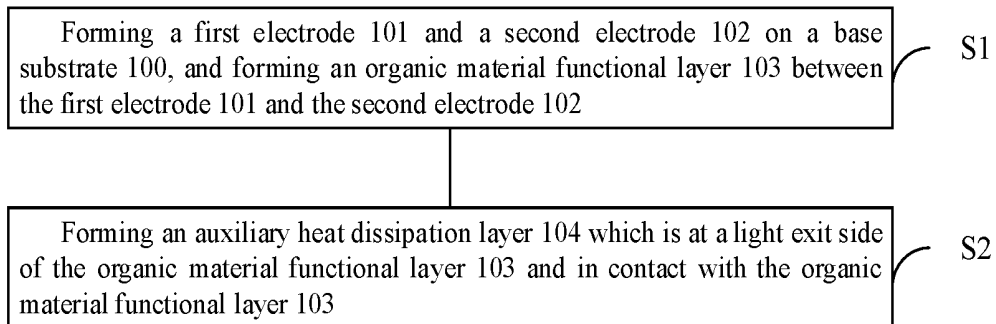 Forming a first electrode 101 and a second electrode 102 on a base
substrate 100, and forming an organic material functional layer 103 between
the first electrode 101 and the second electrode 102
S1
Forming an auxiliary heat dissipation layer 104 which is at a light exit side
of the organic material functional layer 103 and in contact with the organic
material functional layer 103
S2